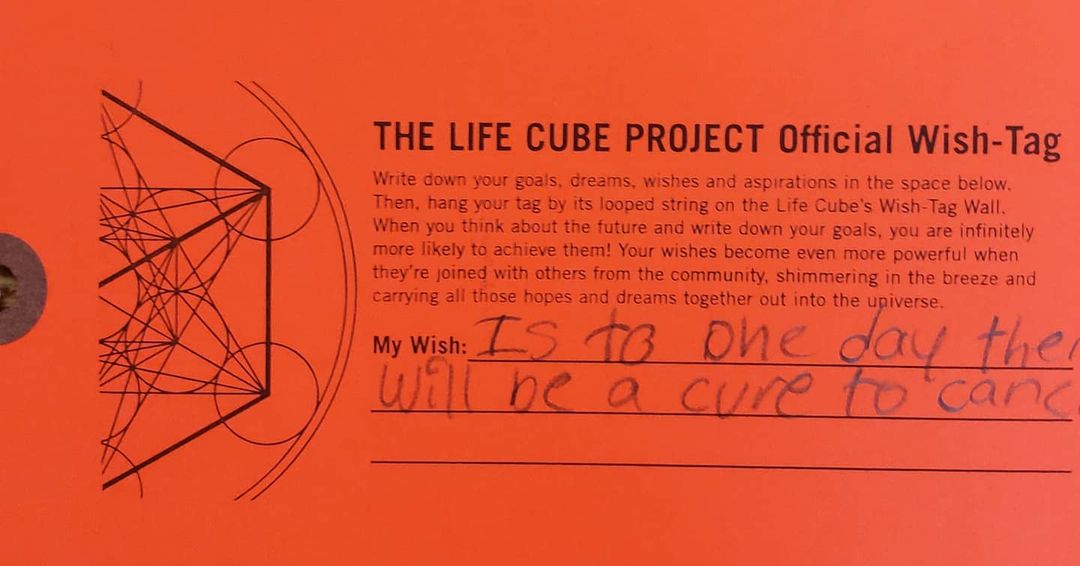 THE LIFE CUBE PROJECT Official Wish-Tag
Write down your goals, dreams, wishes and aspirations in the space below.
Then, hang your tag by its looped string on the Life Cube's Wish-Tag Wall.
When you think about the future and write down your goals, you are infinitely
more likely to achieve them! Your wishes become even more powerful when
they're joined with others from the community, shimmering in the breeze and
carrying all those hopes and dreams together out into the universe.
My Wish: Is to one day
will be a cure to